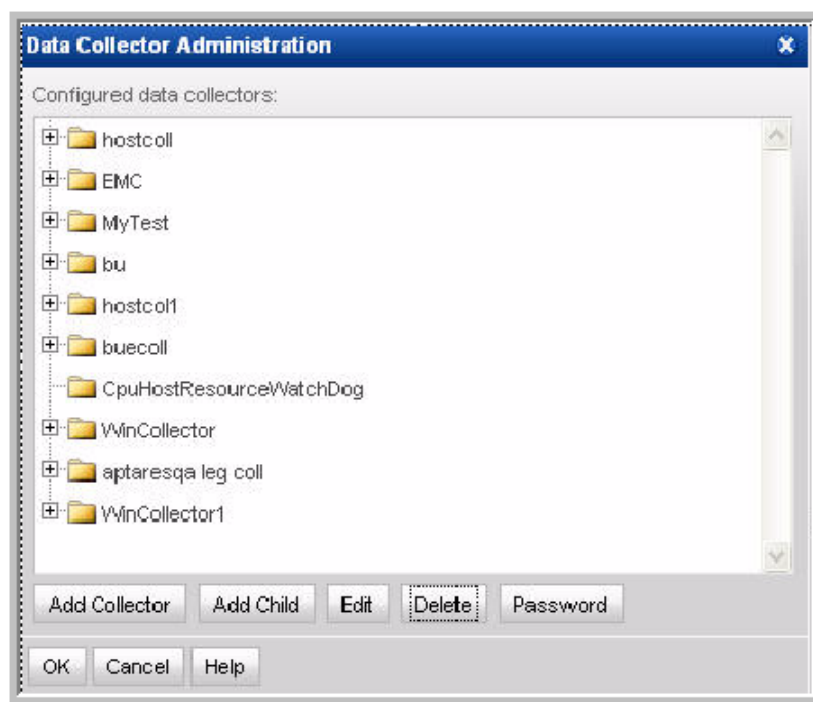 Data Collector Administration
Configured data collectors:
hostcoll
EMC
MyTest
bu
hostcol1
buecoll
CpuHostResourceWatchDog
WinCollector
aptaresqa leg coll
WinCollector1
Add Collector Add Child Edit Delete Password
OK Cancel Help